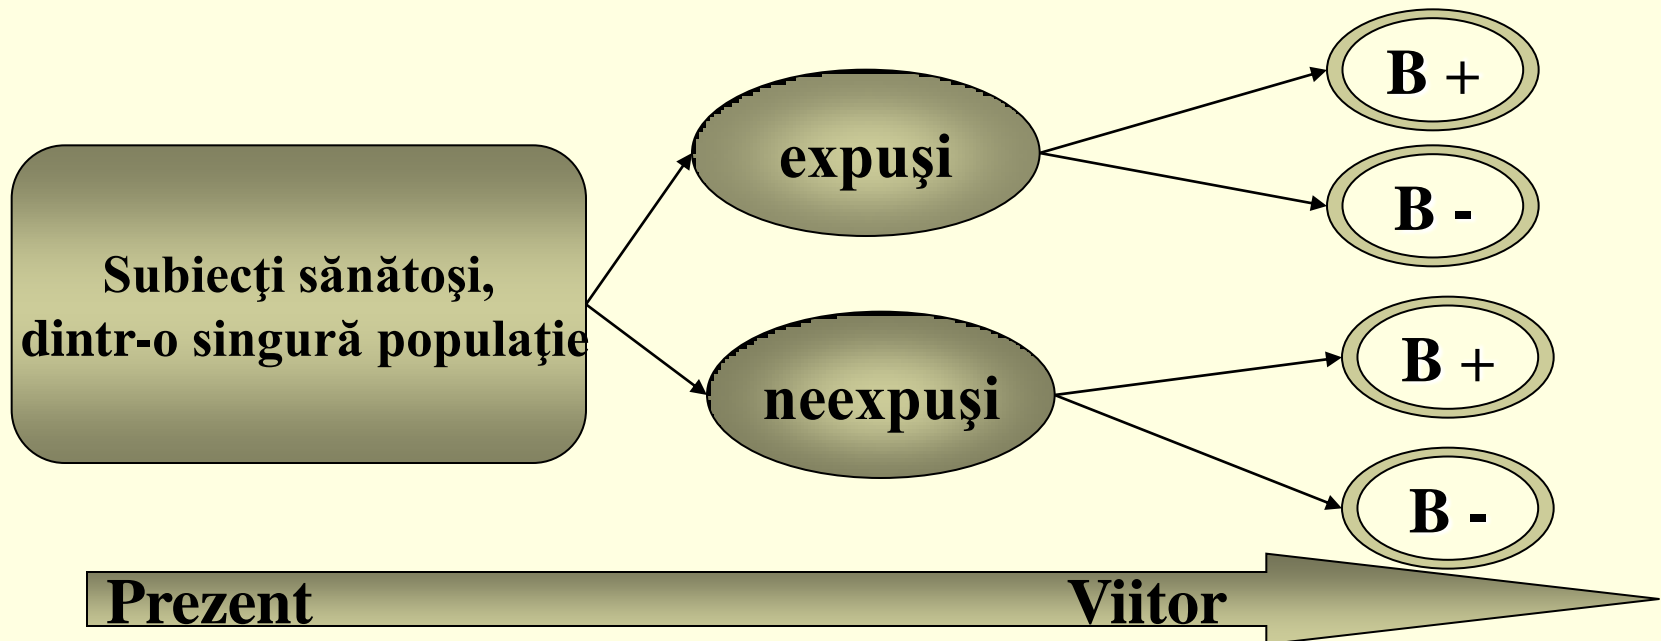 B +
expuşi
B -
Subiecţi sănătoşi,
dintr-o singură populaţie
B +
neexpuşi
B -
Prezent Viitor